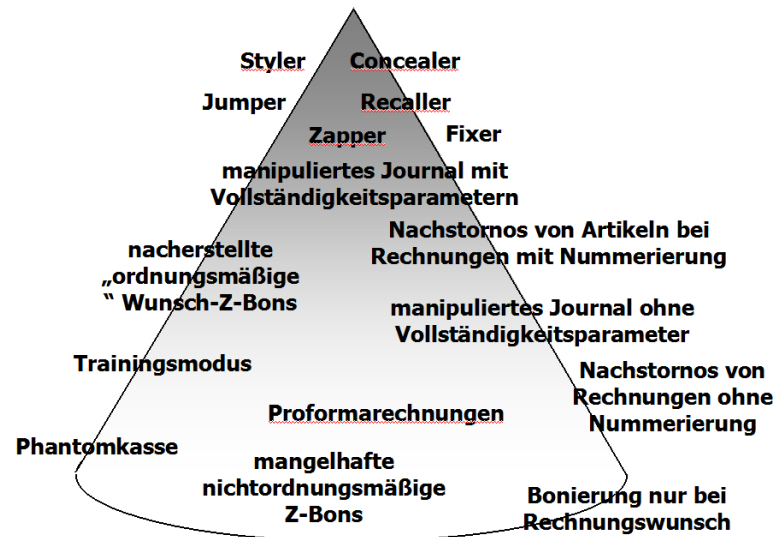 Styler Concealer
Jumper Recaller
Zapper Fixer
manipuliertes Journal mit
Vollständigkeitsparametern
Nachstornos von Artikeln bei
Rechnungen mit Nummerierung
nacherstellte
„ordnungsmäßige
“ Wunsch-Z-Bons
manipuliertes Journal ohne
Vollständigkeitsparameter
Trainingsmodus
Nachstornos von
Rechnungen ohne
Nummerierung
Proformarechnungen
Phantomkasse
mangelhafte
nichtordnungsmäßige
Z-Bons
Bonierung nur bei
Rechnungswunsch